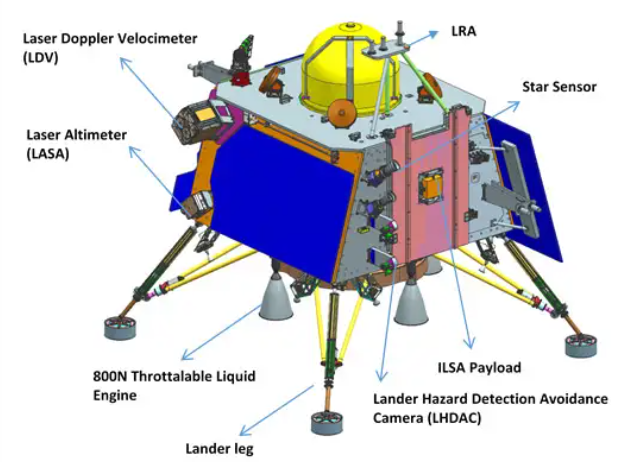 Laser Doppler Velocimeter
(LDV)
LRA
Star Sensor
Laser Altimeter
(LASA)
800N Throttalable Liquid
Engine
ILSA Payload
Lander Hazard Detection Avoidance
Camera (LHDAC)
Lander leg